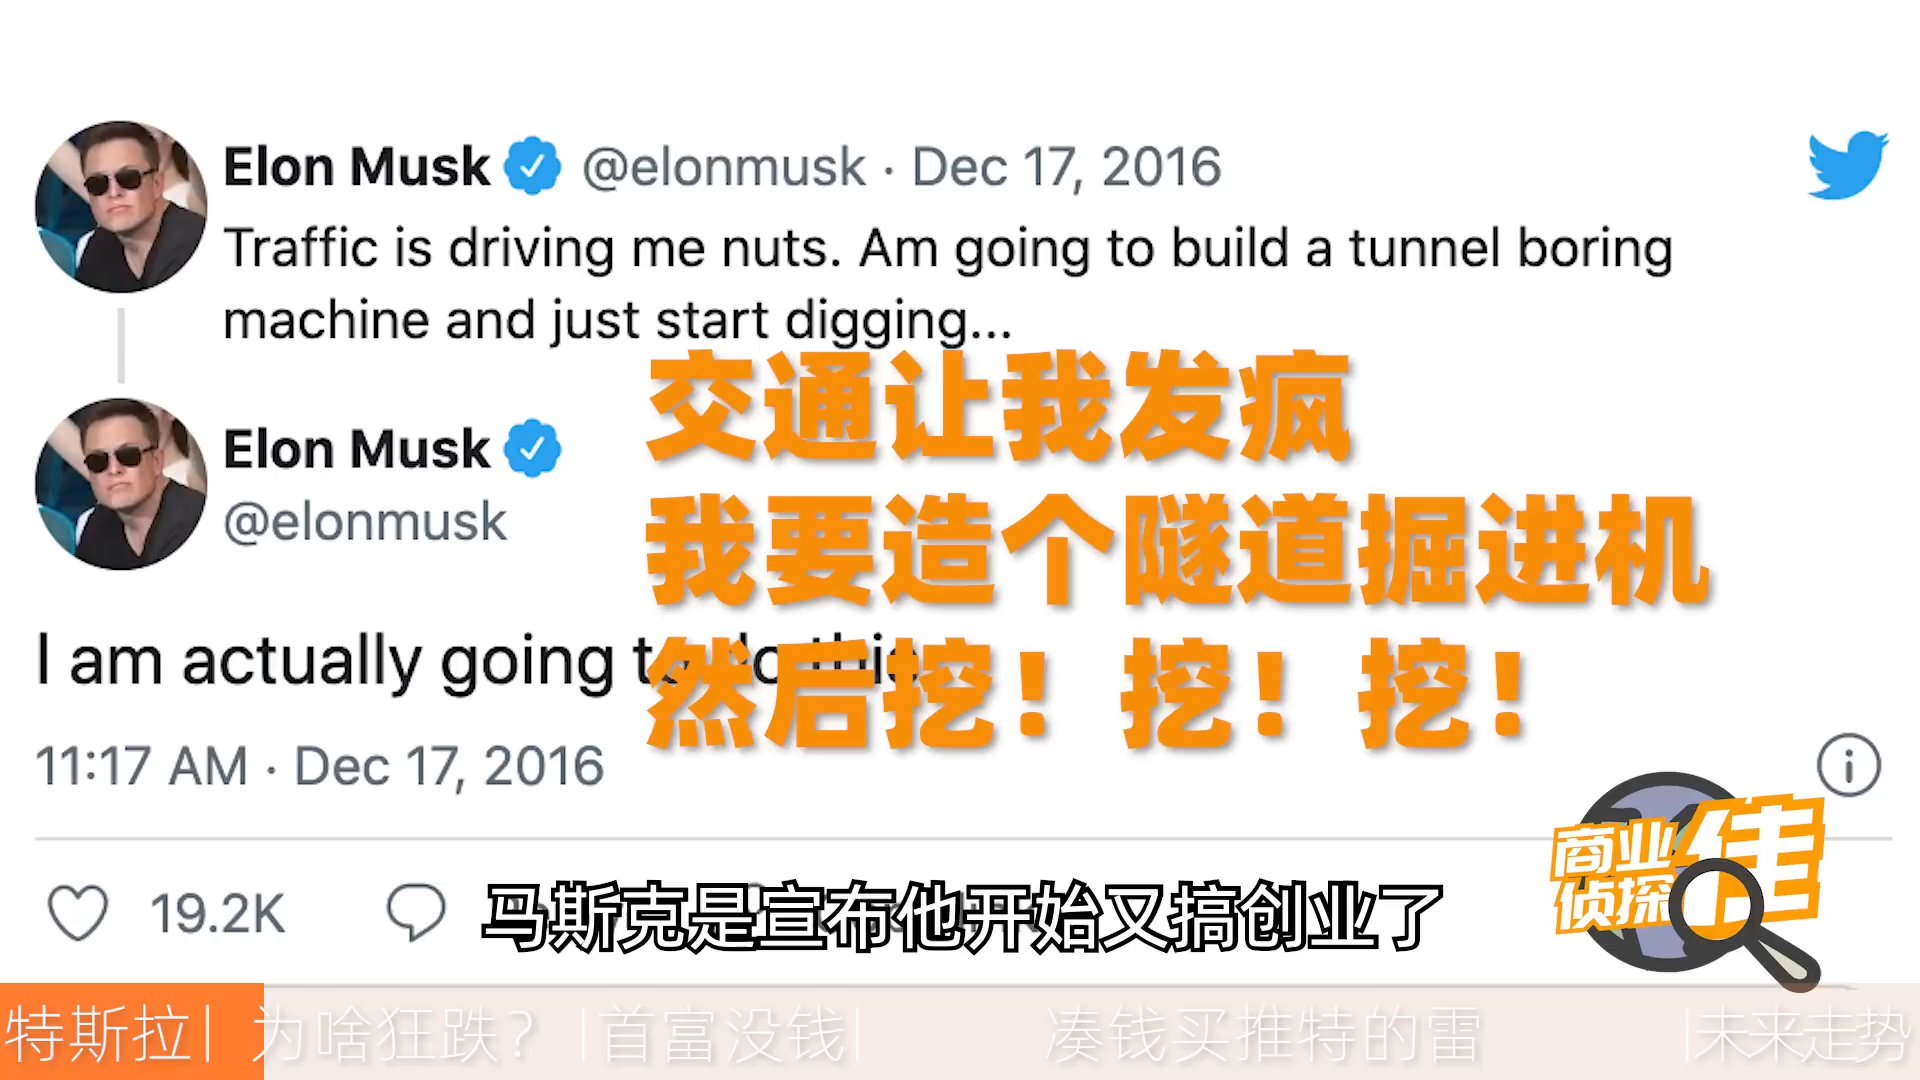 Elon Musk @elonmusk · Dec 17, 2016
Traffic is driving me nuts. Am going to build a tunnel boring
machine and just start digging...
交通让我发疯
Elon Musk
@elonmusk
我要造个隧道掘进机
I am actually going to do this
然后挖！挖！挖！
11:17 AM · Dec 17, 2016
商业
侦探
佳
19.2K
马斯克是宣布他开始又搞创业了
特斯拉| 为啥狂跌？ |首富没钱| 凑钱买推特的雷 |未来走势